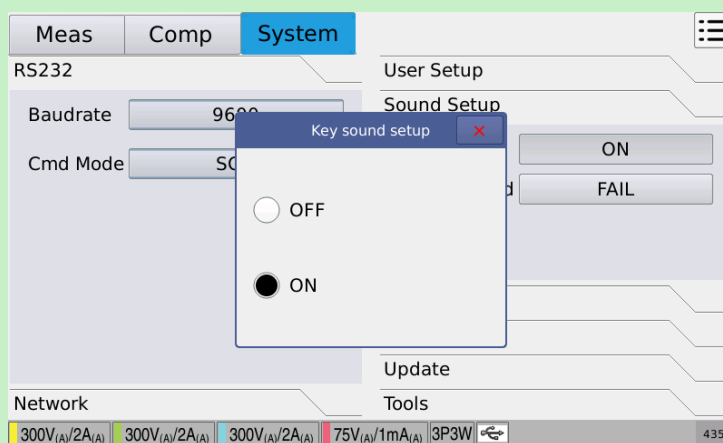 Meas Comp System
RS232
User Setup
Sound Setup
Baudrate
Key sound setup
Cmd Mode
ON
FAIL
OFF
ON
Update
Network
Tools
300V(A)/2A(A) 300V(A)/2A(A) 300V(A)/2A(A) 75V(A)/1mA(A) 3P3W